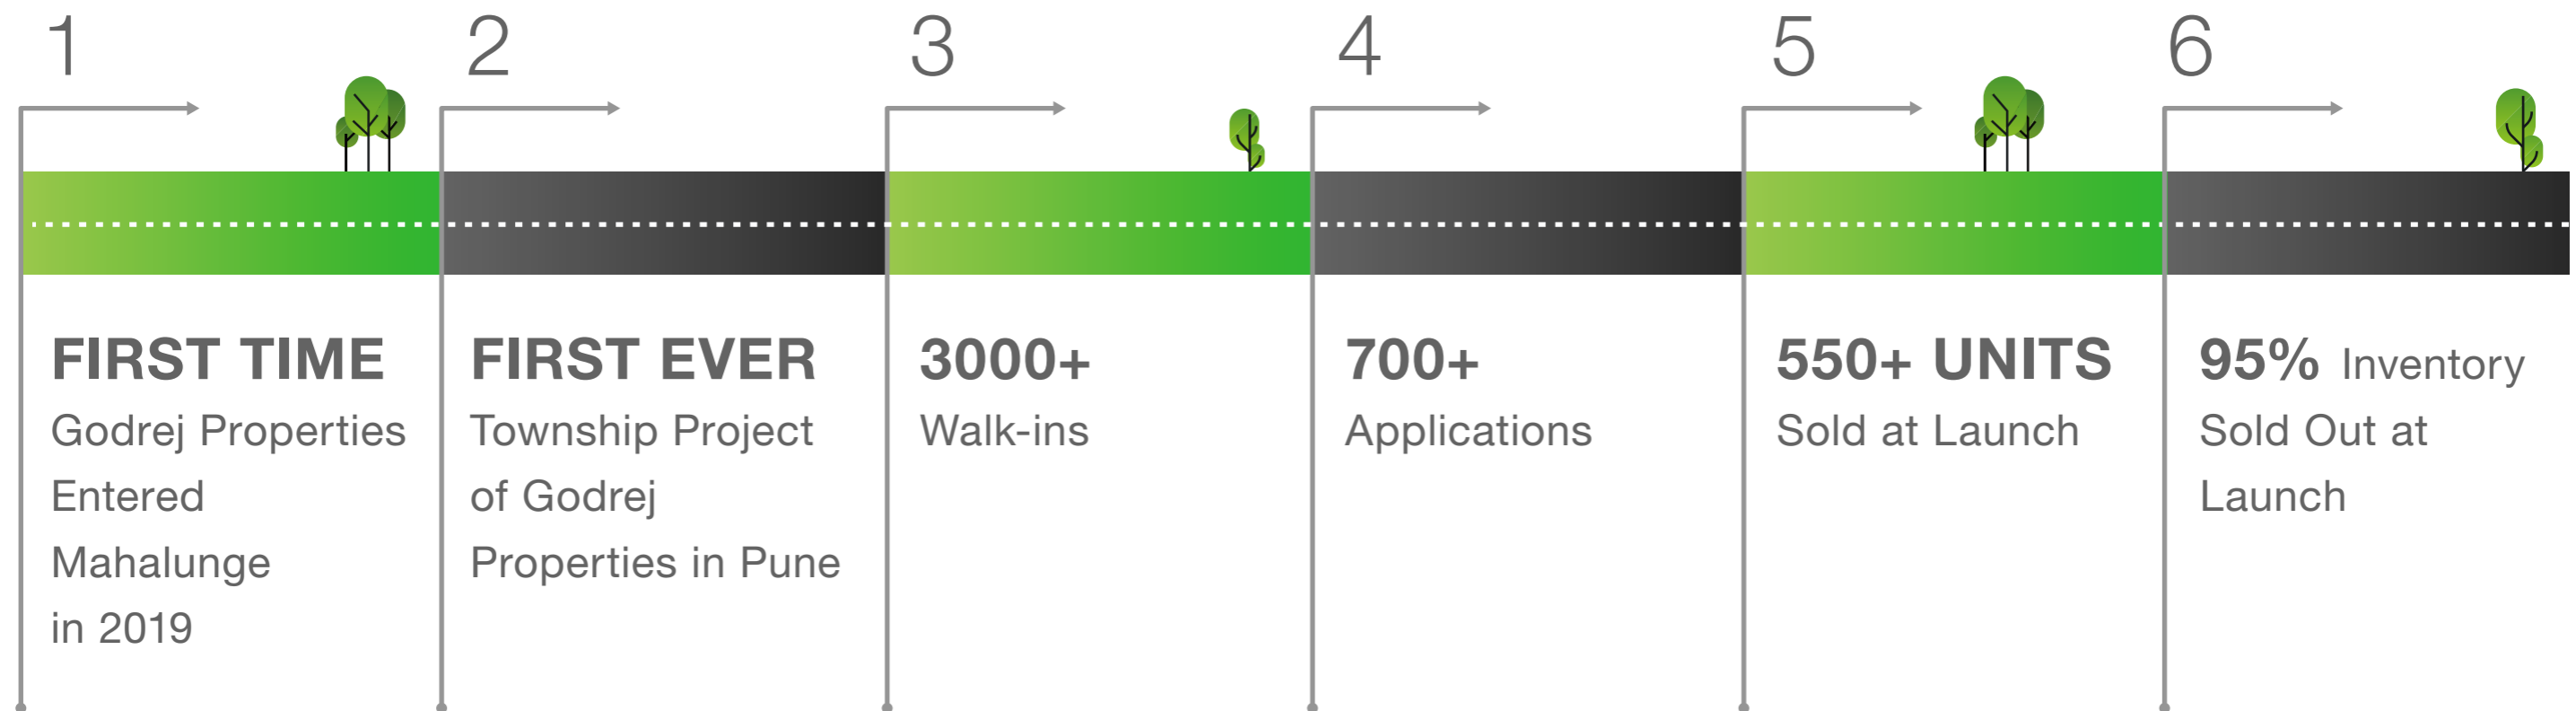 1
FIRST TIME
Godrej Properties
Entered
Mahalunge
in 2019
2
FIRST EVER
Township Project
of Godrej
Properties in Pune
3
3000+
Walk-ins
4
700+
Applications
5
550+ UNITS
Sold at Launch
6
95% Inventory
Sold Out at
Launch